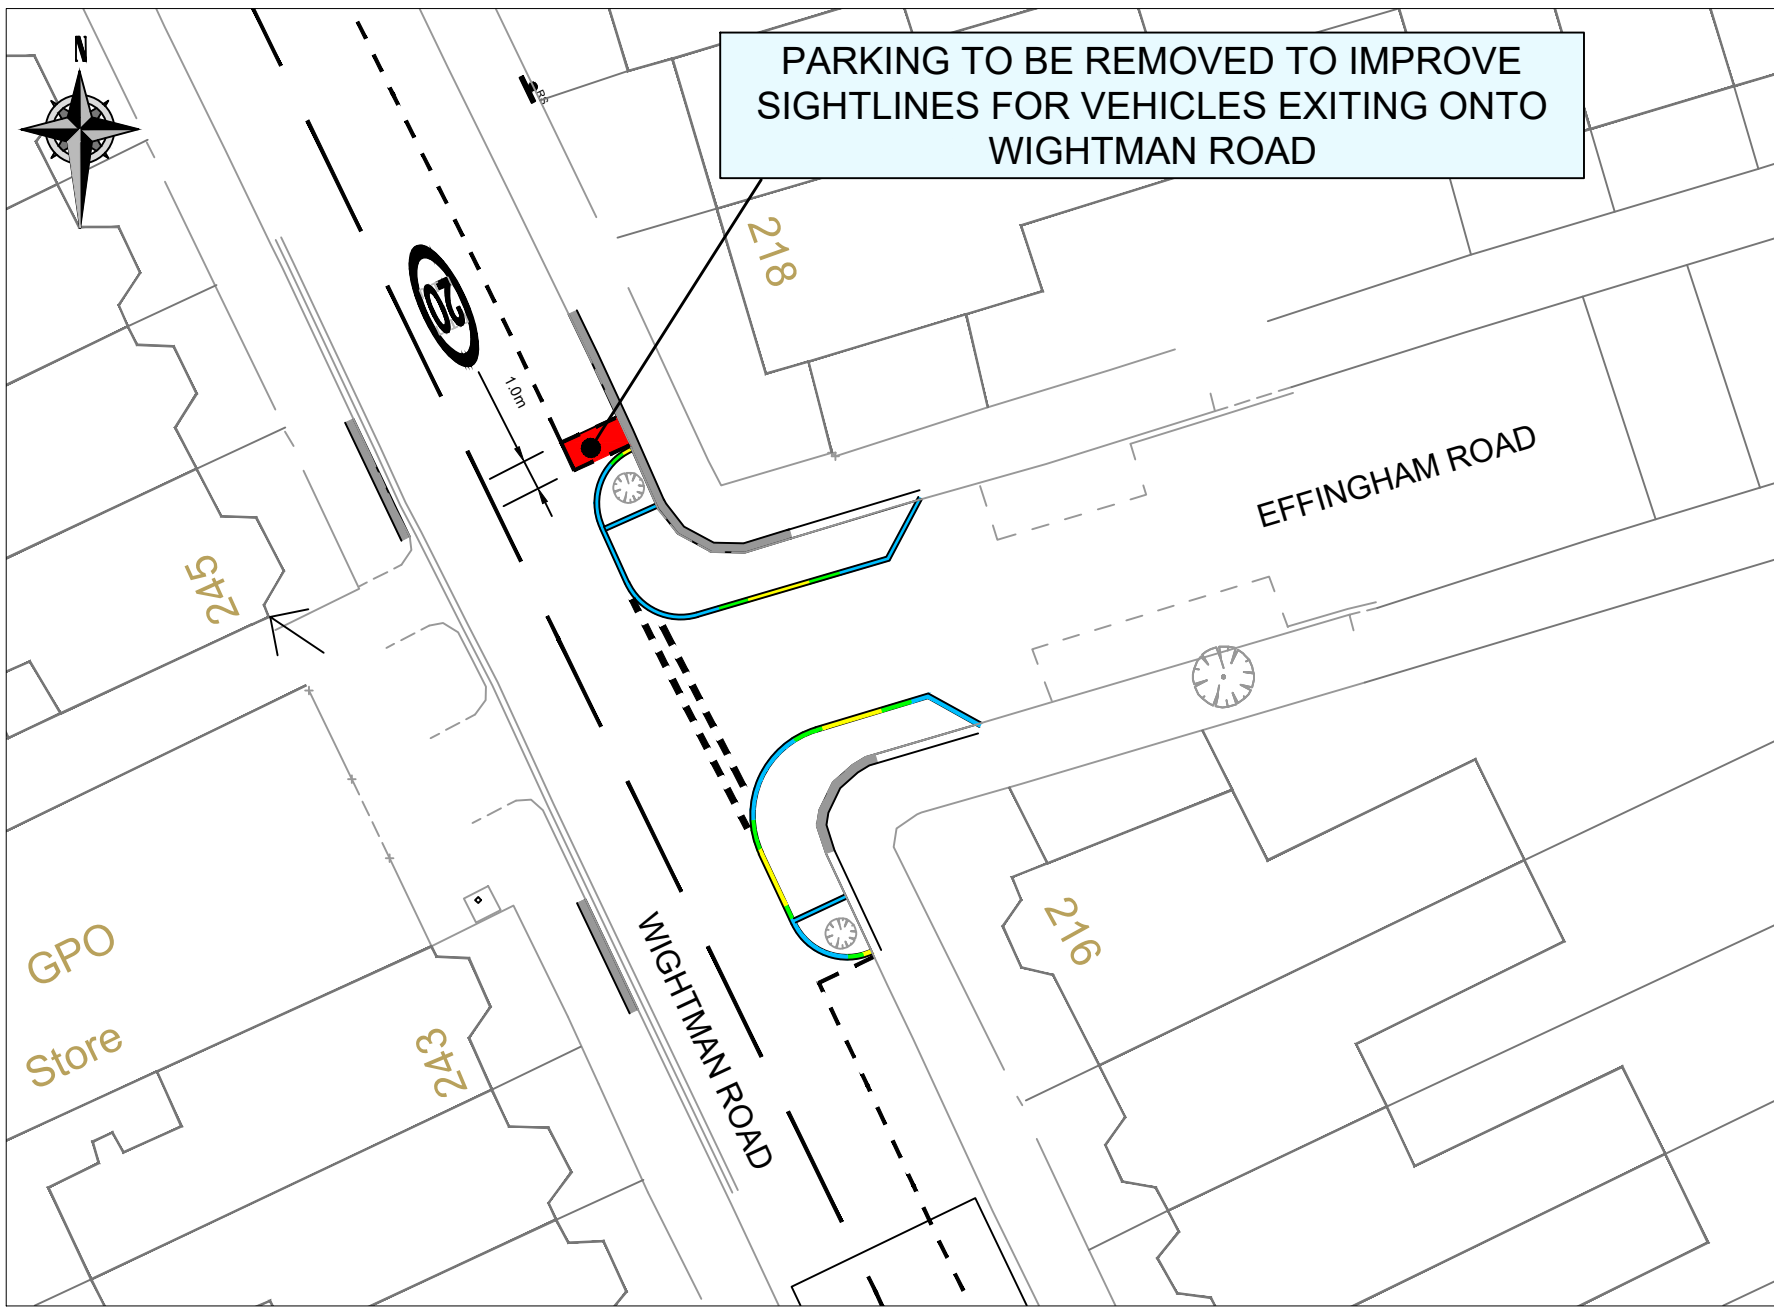 N
PARKING TO BE REMOVED TO IMPROVE
SIGHTLINES FOR VEHICLES EXITING ONTO
WIGHTMAN ROAD
RS
218
20
1.0m
EFFINGHAM ROAD
245
216
GPO
Store
WIGHTMAN ROAD
243